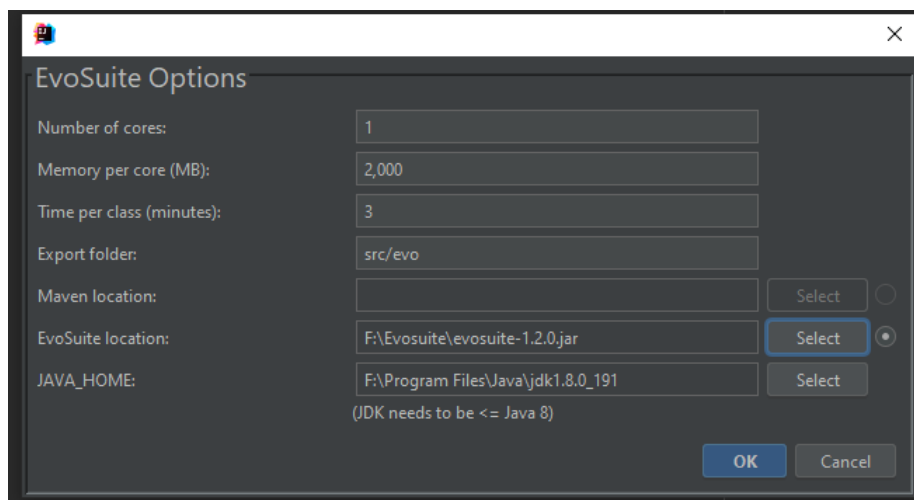 EvoSuite Options
Number of cores: 1
Memory per core (MB): 2,000
Time per class (minutes): 3
Export folder: src/evo
Maven location: Select
EvoSuite location: F:\Evosuite\evosuite-1.2.0.jar Select
JAVA_HOME: F:\Program Files\Java\jdk1.8.0_191 Select
(JDK needs to be <= Java 8)
OK Cancel